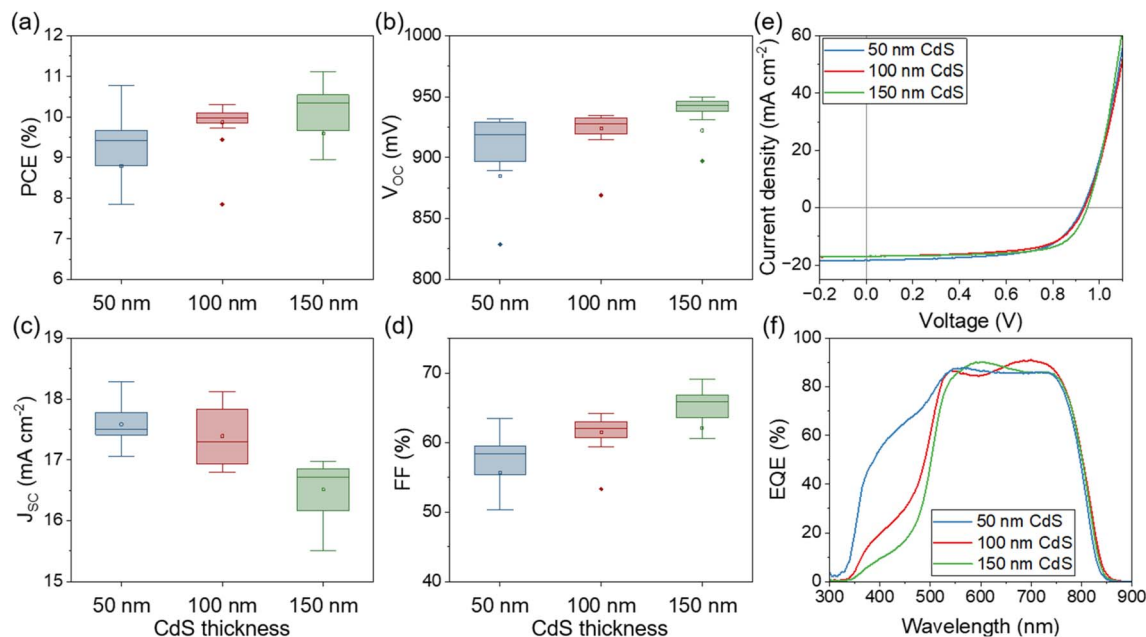 (a)
PCE (%)
12
11
10
9
8
7
6
50 nm
100 nm
150 nm
(b)
V_OC (mV)
1000
950
900
850
800
50 nm
100 nm
150 nm
(e)
Current density (mA cm⁻²)
60
40
20
0
−20
−0.2
0.0
0.2
0.4
0.6
0.8
1.0
Voltage (V)
50 nm CdS
100 nm CdS
150 nm CdS
(c)
J_SC (mA cm⁻²)
19
18
17
16
15
50 nm
100 nm
150 nm
CdS thickness
(d)
FF (%)
70
60
50
40
50 nm
100 nm
150 nm
CdS thickness
(f)
EQE (%)
100
80
60
40
20
0
300
400
500
600
700
800
900
Wavelength (nm)
50 nm CdS
100 nm CdS
150 nm CdS